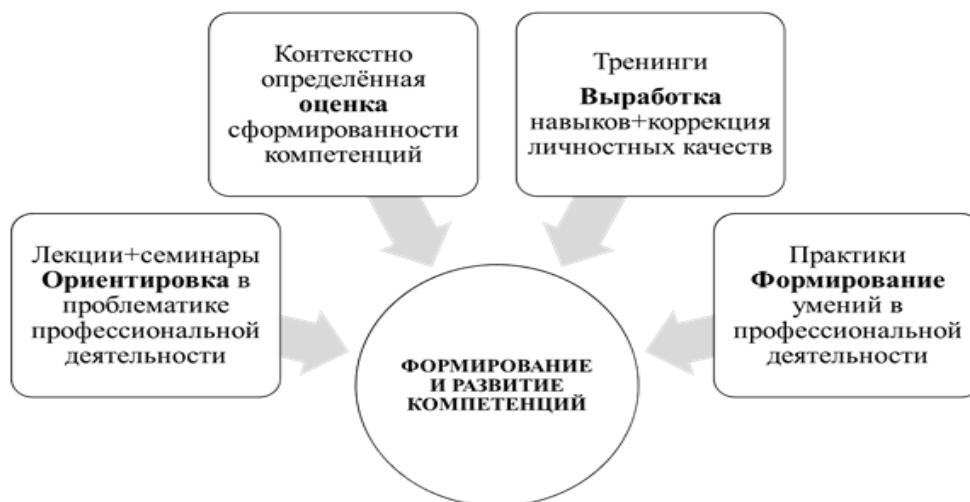 Контекстно
определённая
оценка
сформированности
компетенций
Тренинги
Выработка
навыков+коррекция
личностных качеств
Лекции+семинары
Ориентировка в
проблематике
профессиональной
деятельности
Практики
Формирование
умений в
профессиональной
деятельности
ФОРМИРОВАНИЕ
И РАЗВИТИЕ
КОМПЕТЕНЦИЙ